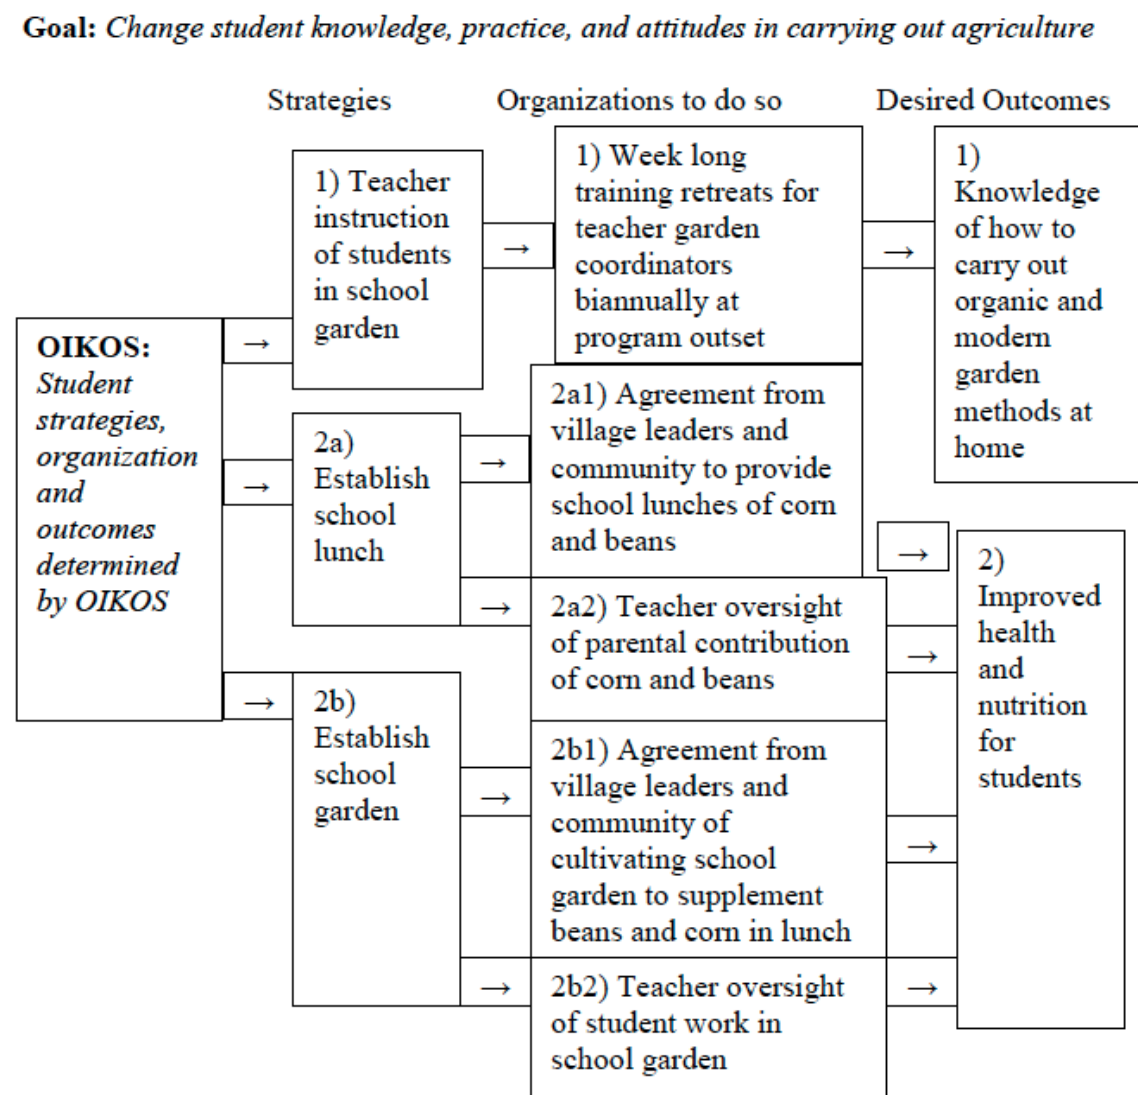 Goal: Change student knowledge, practice, and attitudes in carrying out agriculture
Strategies
Organizations to do so
Desired Outcomes
OIKOS:
Student
strategies,
organization
and
outcomes
determined
by OIKOS
→
→
→
1) Teacher
instruction
of students
in school
garden
→
1) Week long
training retreats for
teacher garden
coordinators
biannually at
program outset
→
1)
Knowledge
of how to
carry out
organic and
modern
garden
methods at
home
2a)
Establish
school
lunch
→
→
2a1) Agreement from
village leaders and
community to provide
school lunches of corn
and beans
→
2a2) Teacher oversight
of parental contribution
of corn and beans
→
2b)
Establish
school
garden
→
→
2b1) Agreement from
village leaders and
community of
cultivating school
garden to supplement
beans and corn in lunch
→
2b2) Teacher oversight
of student work in
school garden
→
2)
Improved
health
and
nutrition
for
students